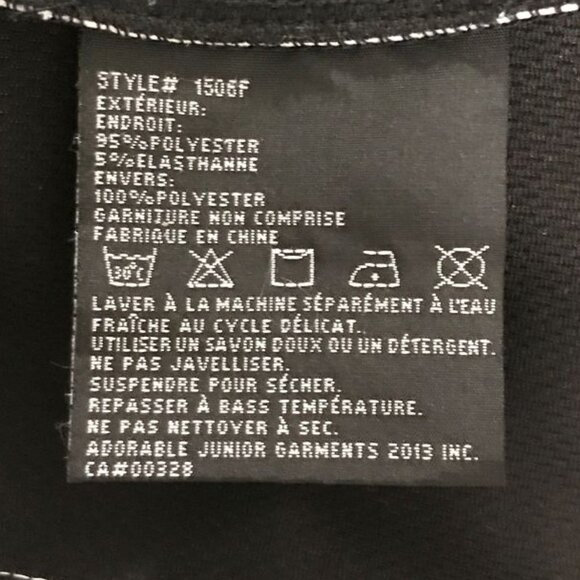 STYLE# 1506F
EXTÉRIEUR:
ENDROIT:
95%POLYESTER
5%ELASTHANNE
ENVERS:
100%POLYESTER
GARNITURE NON COMPRISE
FABRIQUE EN CHINE
30°C
LAVER À LA MACHINE SÉPARÉMENT À L'EAU
FRAÎCHE AU CYCLE DÉLICAT.
UTILISER UN SAVON DOUX OU UN DÉTERGENT.
NE PAS JAVELLISER.
SUSPENDRE POUR SÉCHER.
REPASSER À BASS TEMPÉRATURE.
NE PAS NETTOYER À SEC.
ADORABLE JUNIOR GARMENTS 2013 INC.
CA#00328